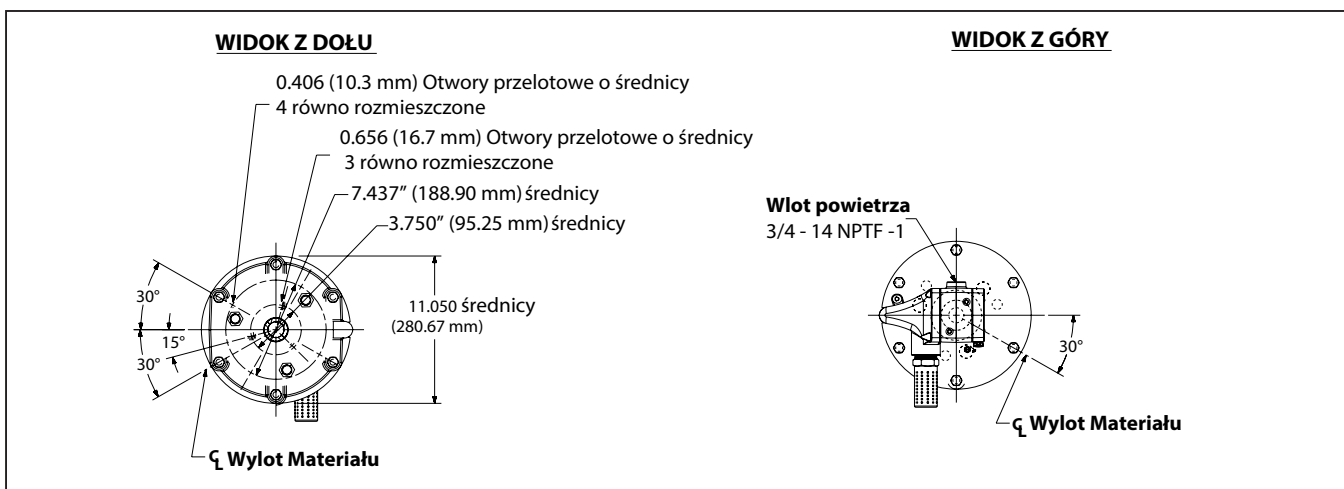 WIDOK Z DOŁU
0.406 (10.3 mm) Otwory przelotowe o średnicy
4 równo rozmieszczone
0.656 (16.7 mm) Otwory przelotowe o średnicy
3 równo rozmieszczone
7.437” (188.90 mm) średnicy
3.750” (95.25 mm) średnicy
30°
15°
30°
11.050 średnicy
(280.67 mm)
℄ Wylot Materiału
WIDOK Z GÓRY
Wlot powietrza
3/4 - 14 NPTF -1
30°
℄ Wylot Materiału